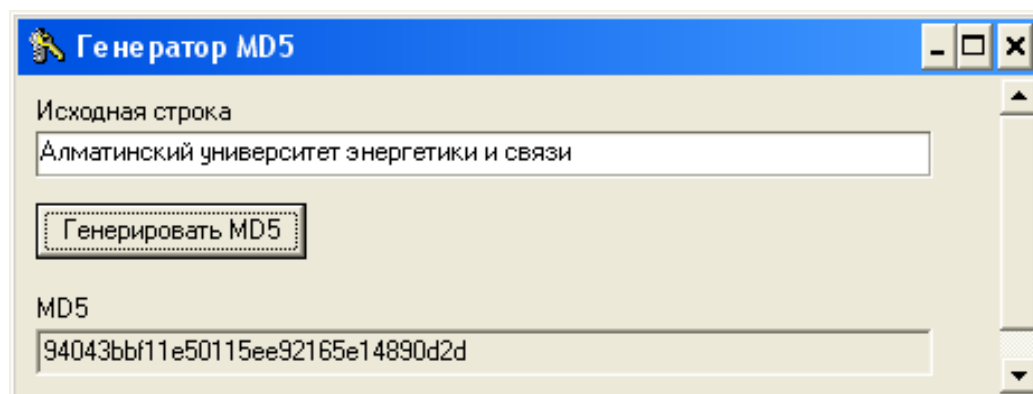 Генератор MD5
Исходная строка
Алматинский университет энергетики и связи
Генерировать MD5
MD5
94043bbf11e50115ee92165e14890d2d